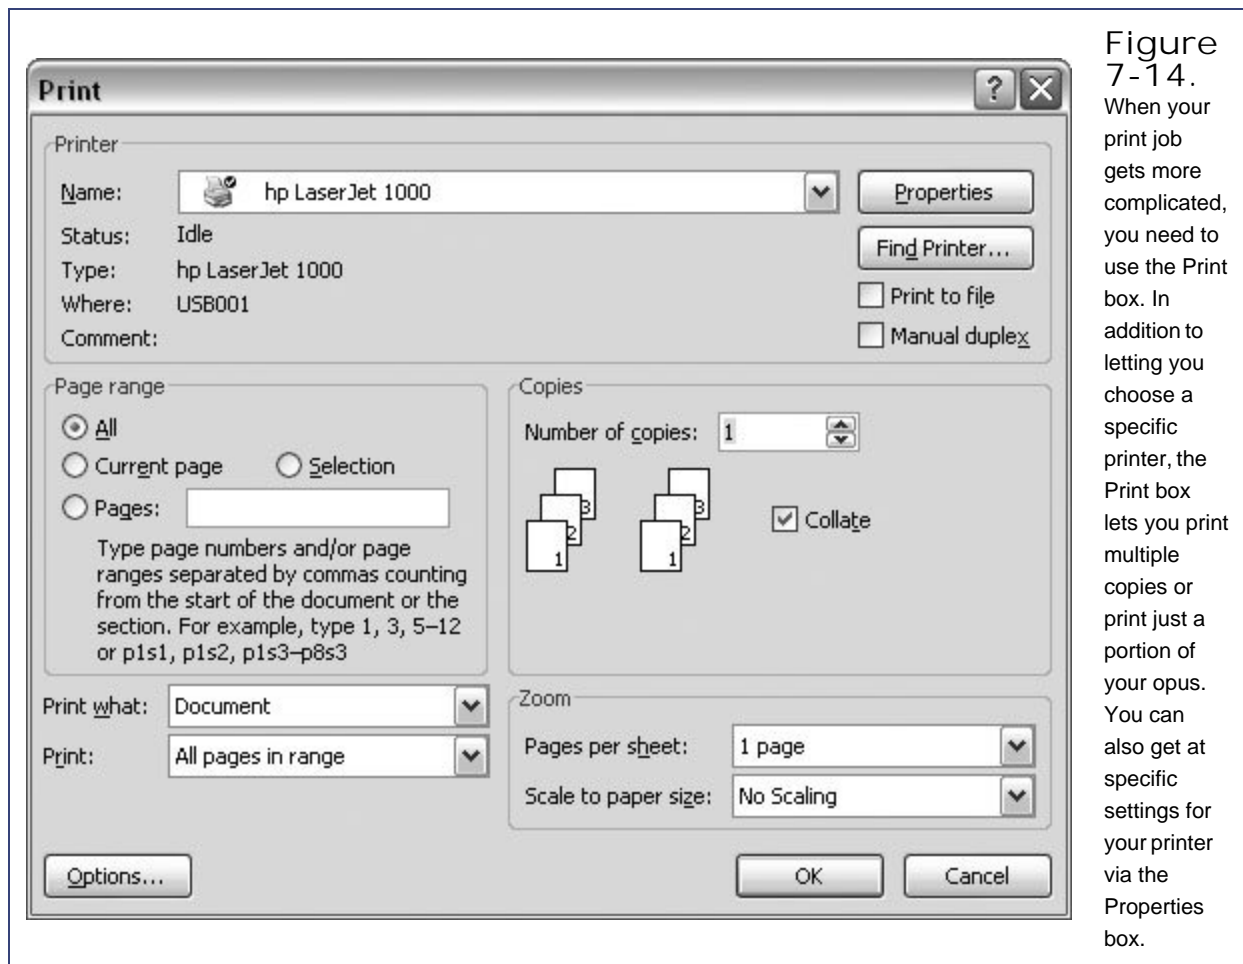 Print
Printer
Name: hp LaserJet 1000
Properties
Status: Idle
Find Printer...
Type: hp LaserJet 1000
Where: USB001
Print to file
Comment:
Manual duplex
Page range
All
Current page Selection
Pages:
Type page numbers and/or page
ranges separated by commas counting
from the start of the document or the
section. For example, type 1, 3, 5–12
or p1s1, p1s2, p1s3–p8s3
Copies
Number of copies: 1
3 3
2 2
1 1
Collate
Print what: Document
Print: All pages in range
Zoom
Pages per sheet: 1 page
Scale to paper size: No Scaling
Options...
OK
Cancel
Figure
7-14.
When your
print job
gets more
complicated,
you need to
use the Print
box. In
addition to
letting you
choose a
specific
printer, the
Print box
lets you print
multiple
copies or
print just a
portion of
your opus.
You can
also get at
specific
settings for
your printer
via the
Properties
box.